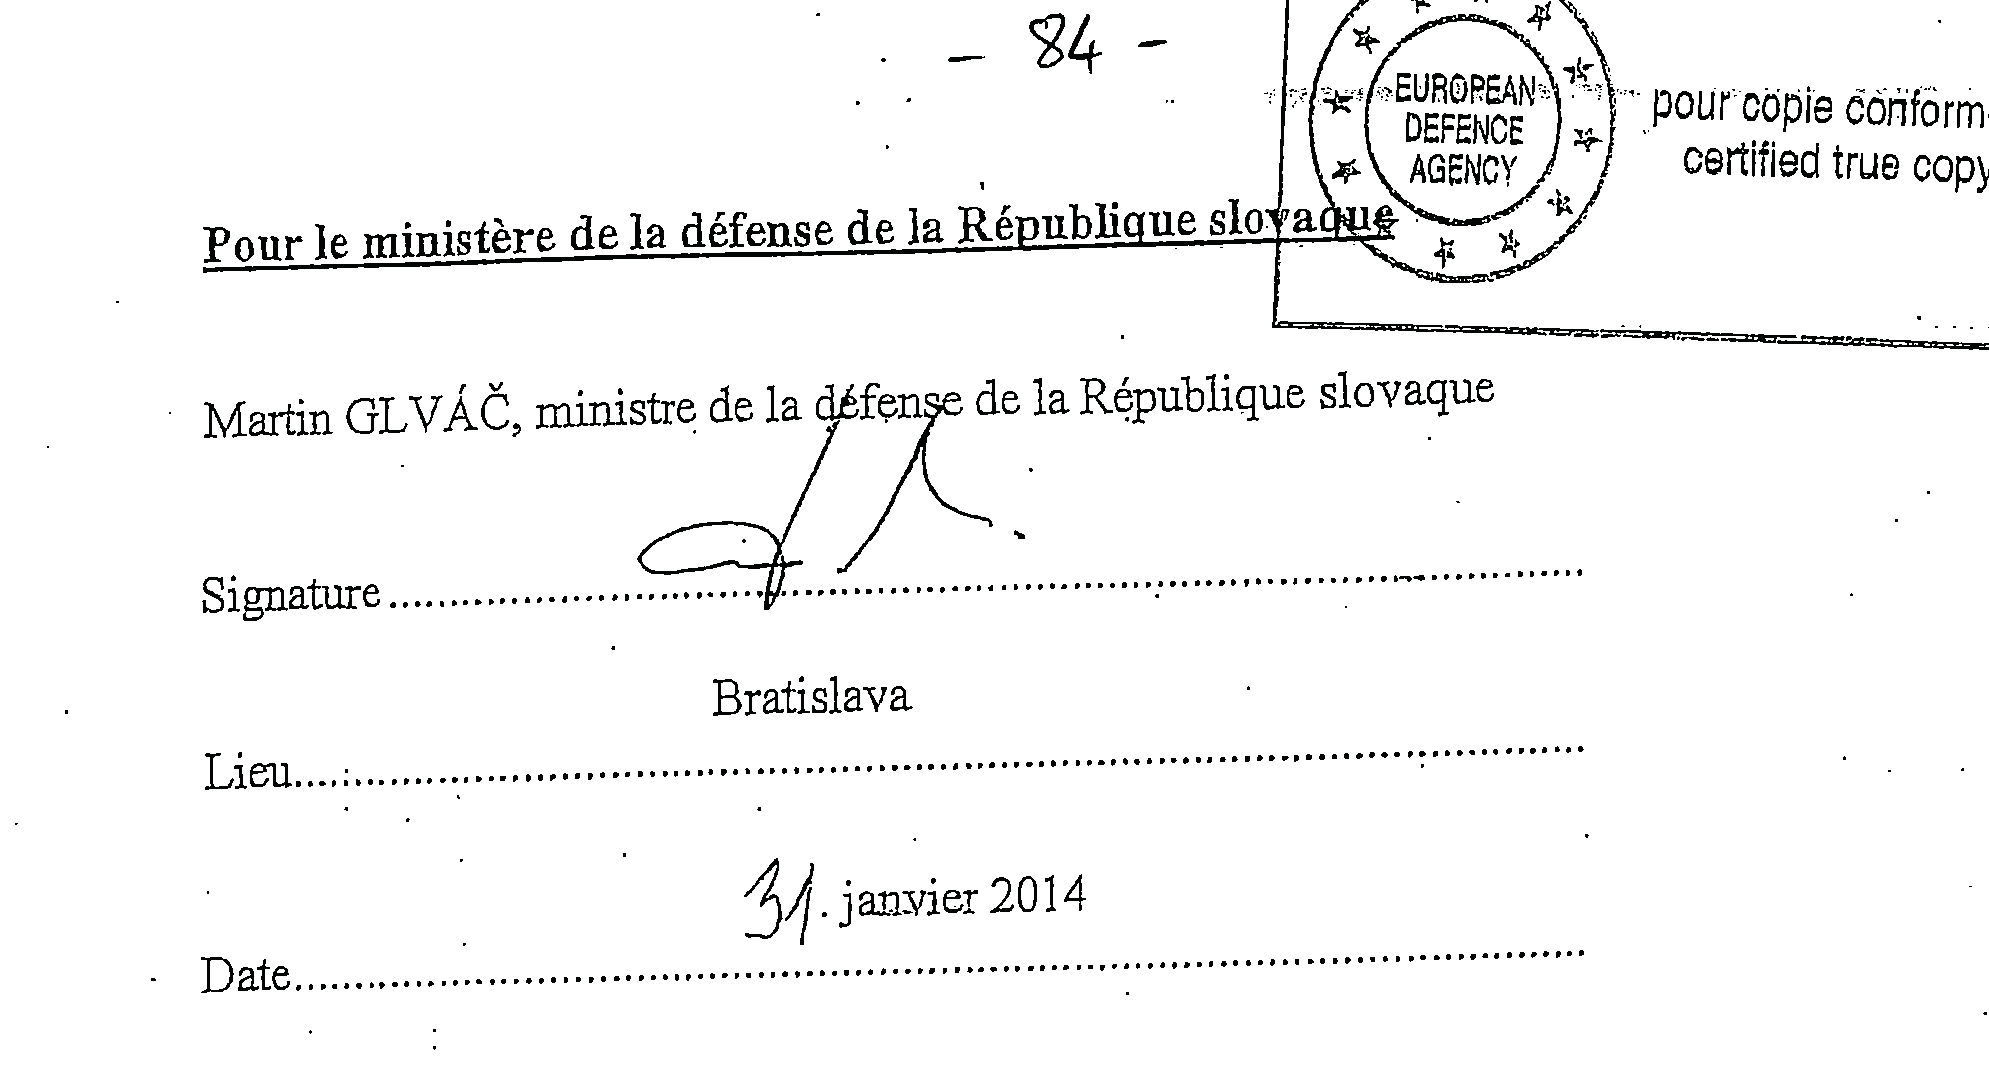 - 84 -
EUROPEAN
DEFENCE
AGENCY
pour copie conform
certified true copy
Pour le ministère de la défense de la République slovaque
Martin GLVÁČ, ministre de la défense de la République slovaque
Signature
Bratislava
Lieu
31. janvier 2014
Date